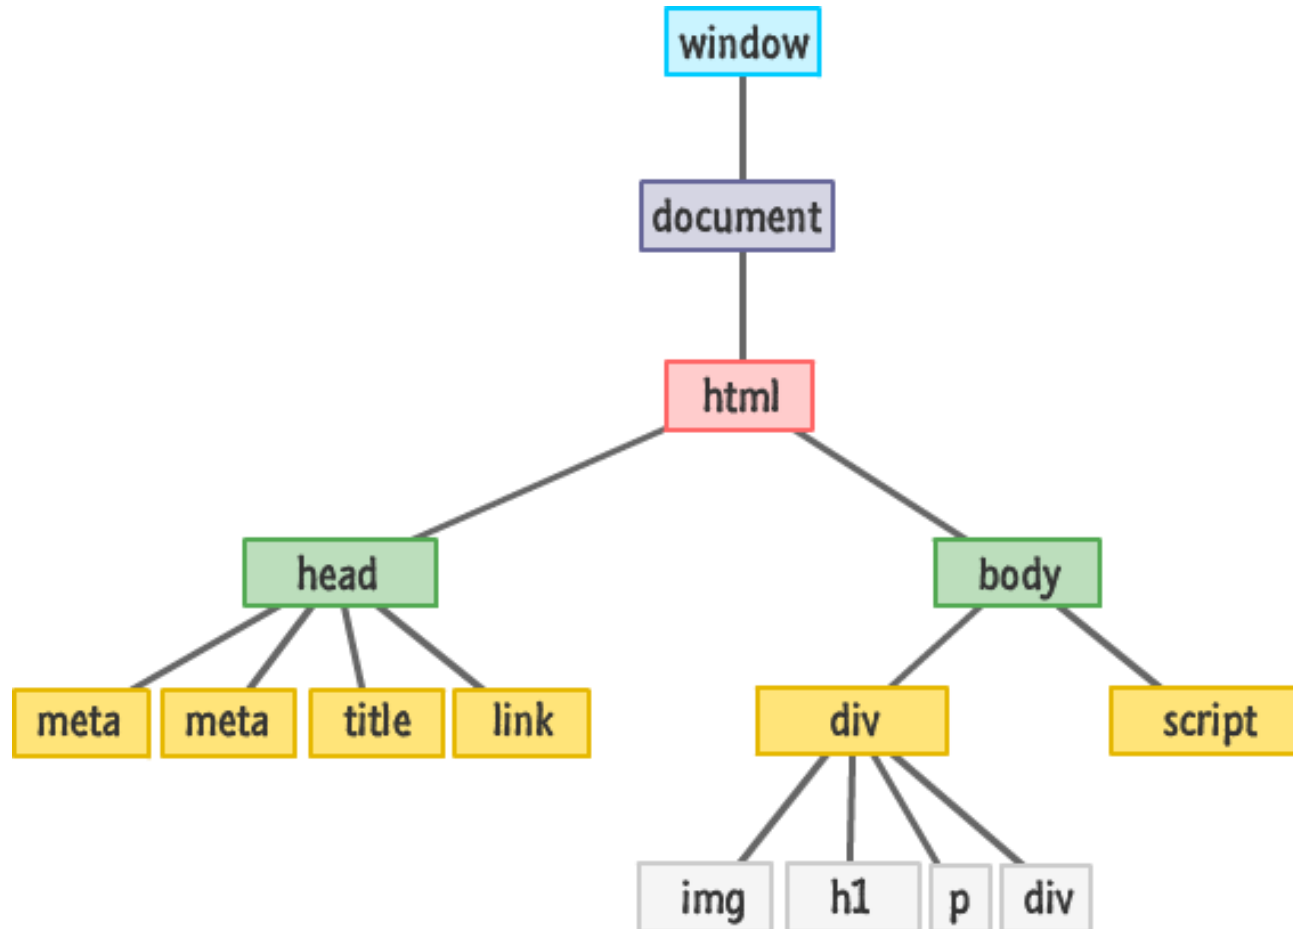 window
document
html
head body
meta meta title link div script
img h1 p div